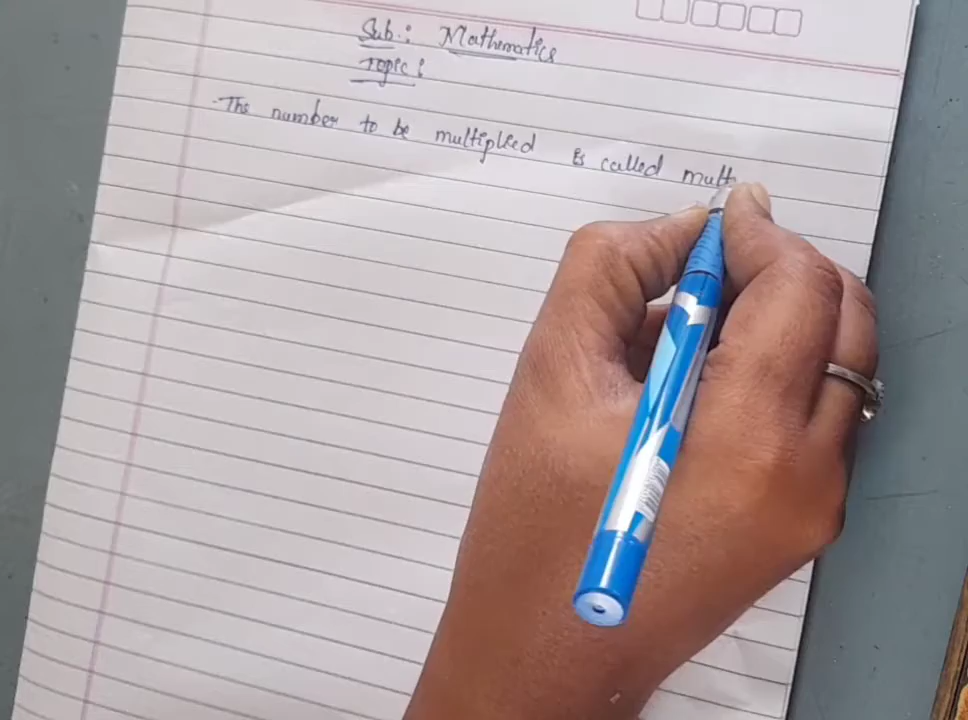 Sub.: Mathematics
Topic:
The number to be multiplied is called mult